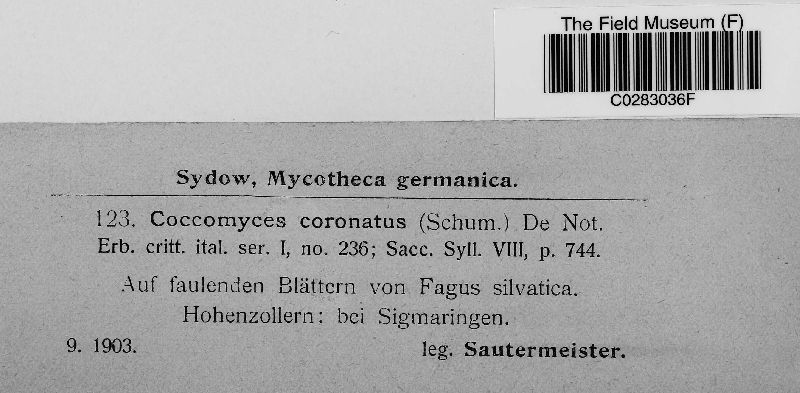 The Field Museum (F)
C0283036F
Sydow, Mycotheca germanica.
123. Coccomyces coronatus (Schum.) De Not.
Erb. critt. ital. ser. I, no. 236; Sacc. Syll. VIII, p. 744.
Auf faulenden Blättern von Fagus silvatica.
Hohenzollern: bei Sigmaringen.
9. 1903. leg. Sautermeister.